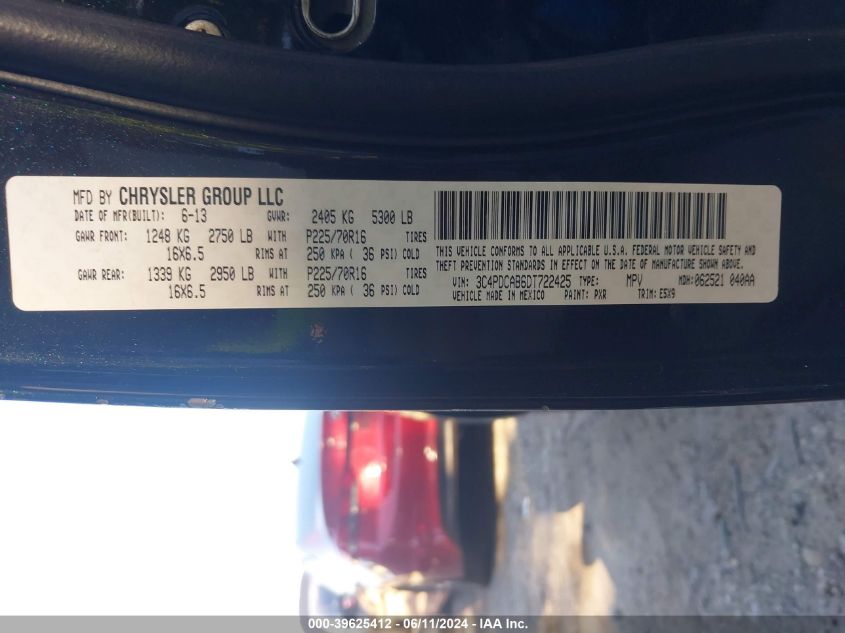 MFD BY CHRYSLER GROUP LLC
DATE OF MFR(BUILT): 6-13 GVWR: 2405 KG 5300 LB
GAWR FRONT: 1248 KG 2750 LB WITH P225/70R16 TIRES
16X6.5 RIMS AT 250 KPA ( 36 PSI) COLD
GAWR REAR: 1339 KG 2950 LB WITH P225/70R16 TIRES
16X6.5 RIMS AT 250 KPA ( 36 PSI) COLD
THIS VEHICLE CONFORMS TO ALL APPLICABLE U.S.A. FEDERAL MOTOR VEHICLE SAFETY AND
THEFT PREVENTION STANDARDS IN EFFECT ON THE DATE OF MANUFACTURE SHOWN ABOVE.
VIN: 3C4PDCAB6DT722425 TYPE: MPV MDH:062521 040AA
VEHICLE MADE IN MEXICO PAINT: PXR TRIM: E5X9
000-39625412 - 06/11/2024 - IAA Inc.